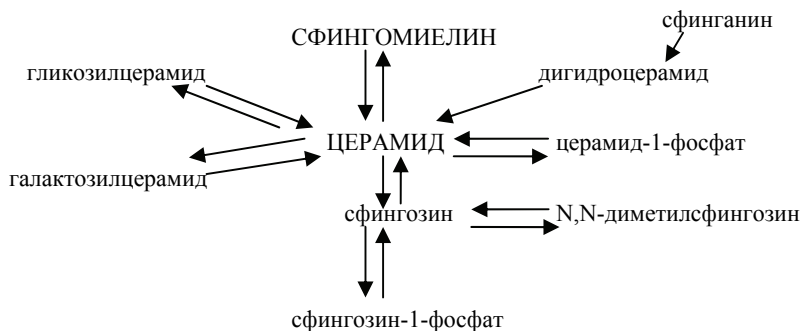 сфинганин
СФИНГОМИЕЛИН
гликозилцерамид
дигидроцерамид
ЦЕРАМИД
церамид-1-фосфат
галактозилцерамид
сфингозин
N,N-диметилсфингозин
сфингозин-1-фосфат